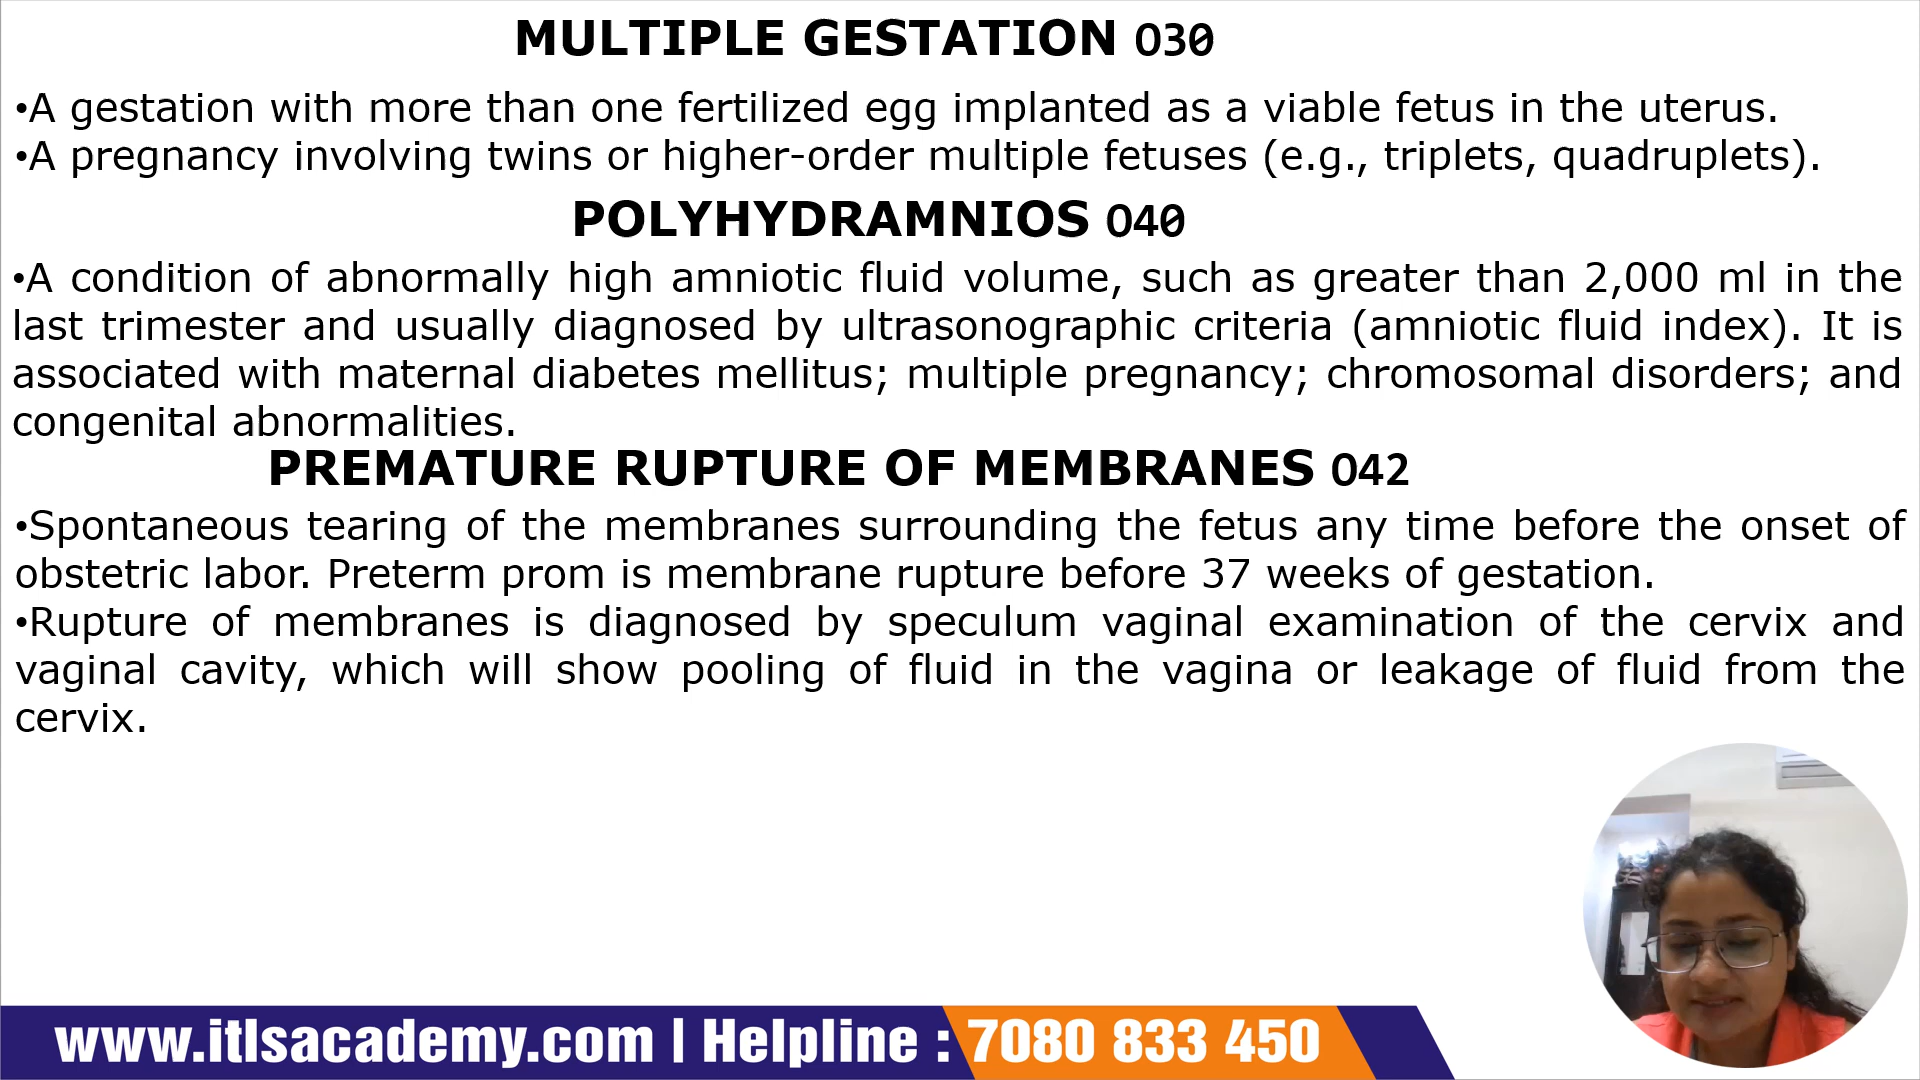 MULTIPLE GESTATION O30
•A gestation with more than one fertilized egg implanted as a viable fetus in the uterus.
•A pregnancy involving twins or higher-order multiple fetuses (e.g., triplets, quadruplets).
POLYHYDRAMNIOS O40
•A condition of abnormally high amniotic fluid volume, such as greater than 2,000 ml in the
last trimester and usually diagnosed by ultrasonographic criteria (amniotic fluid index). It is
associated with maternal diabetes mellitus; multiple pregnancy; chromosomal disorders; and
congenital abnormalities.
PREMATURE RUPTURE OF MEMBRANES O42
•Spontaneous tearing of the membranes surrounding the fetus any time before the onset of
obstetric labor. Preterm prom is membrane rupture before 37 weeks of gestation.
•Rupture of membranes is diagnosed by speculum vaginal examination of the cervix and
vaginal cavity, which will show pooling of fluid in the vagina or leakage of fluid from the
cervix.
www.itlsacademy.com | Helpline : 7080 833 450